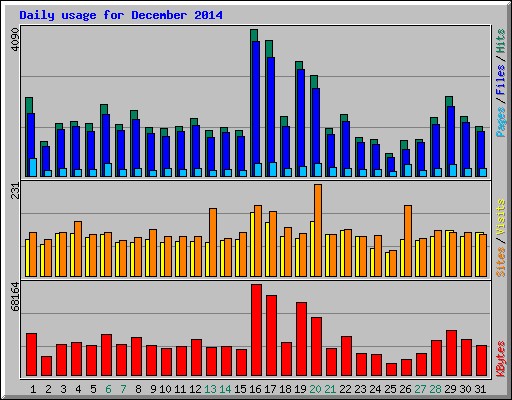 Daily usage for December 2014
4090
Pages / Files / Hits
231
Sites / Visits
68164
KBytes
1 2 3 4 5 6 7 8 9 10 11 12 13 14 15 16 17 18 19 20 21 22 23 24 25 26 27 28 29 30 31